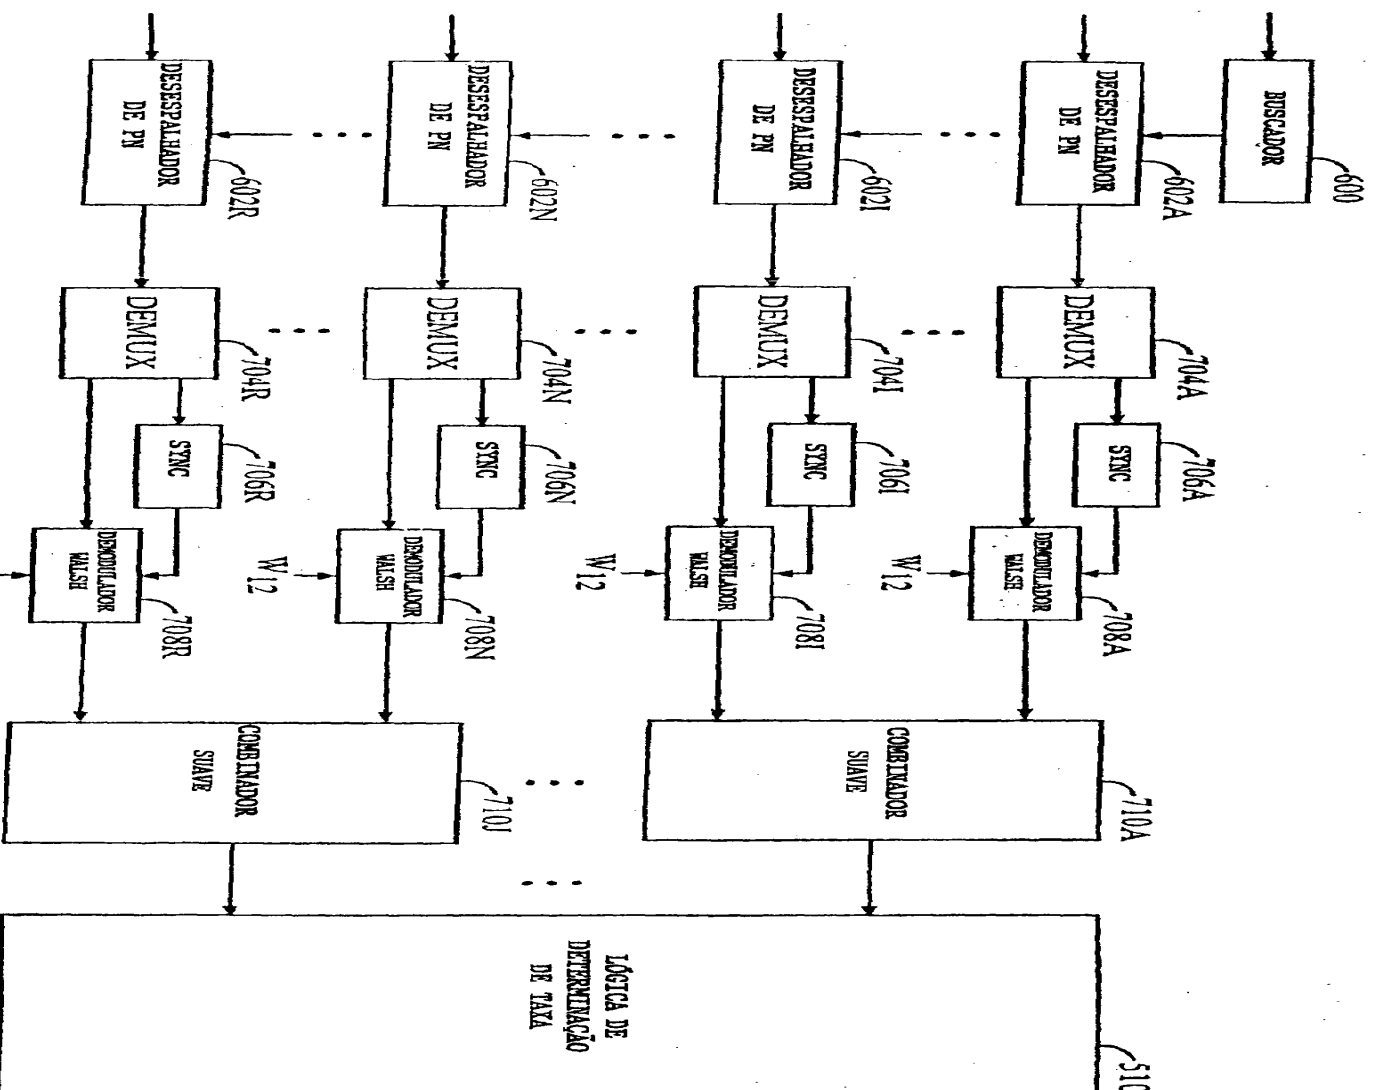 600
BUSCADOR
602A
DESESPALHADOR
DE PN
704A
DEMUX
706A
SYNC
708A
DEMODULADOR
WALSH
W12
710A
COMBINADOR
SUAVE
510
602I
DESESPALHADOR
DE PN
704I
DEMUX
706I
SYNC
708I
DEMODULADOR
WALSH
W12
LÓGICA DE
DETERMINAÇÃO
DE TAXA
602N
DESESPALHADOR
DE PN
704N
DEMUX
706N
SYNC
708N
DEMODULADOR
WALSH
W12
710J
COMBINADOR
SUAVE
602R
DESESPALHADOR
DE PN
704R
DEMUX
706R
SYNC
708R
DEMODULADOR
WALSH